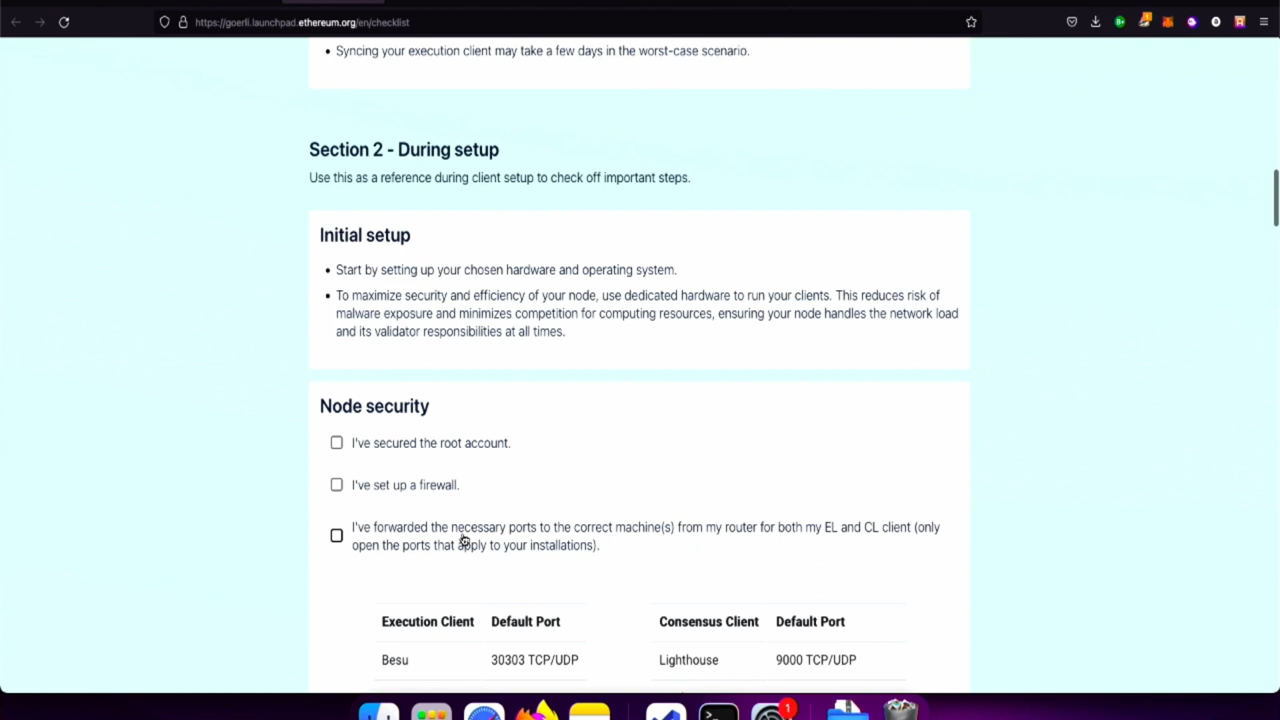 https://goerli.launchpad.ethereum.org/en/checklist
• Syncing your execution client may take a few days in the worst-case scenario.
Section 2 - During setup
Use this as a reference during client setup to check off important steps.
Initial setup
• Start by setting up your chosen hardware and operating system.
• To maximize security and efficiency of your node, use dedicated hardware to run your clients. This reduces risk of
malware exposure and minimizes competition for computing resources, ensuring your node handles the network load
and its validator responsibilities at all times.
Node security
I've secured the root account.
I've set up a firewall.
I've forwarded the necessary ports to the correct machine(s) from my router for both my EL and CL client (only
open the ports that apply to your installations).
Execution Client Default Port Consensus Client Default Port
Besu 30303 TCP/UDP Lighthouse 9000 TCP/UDP
1